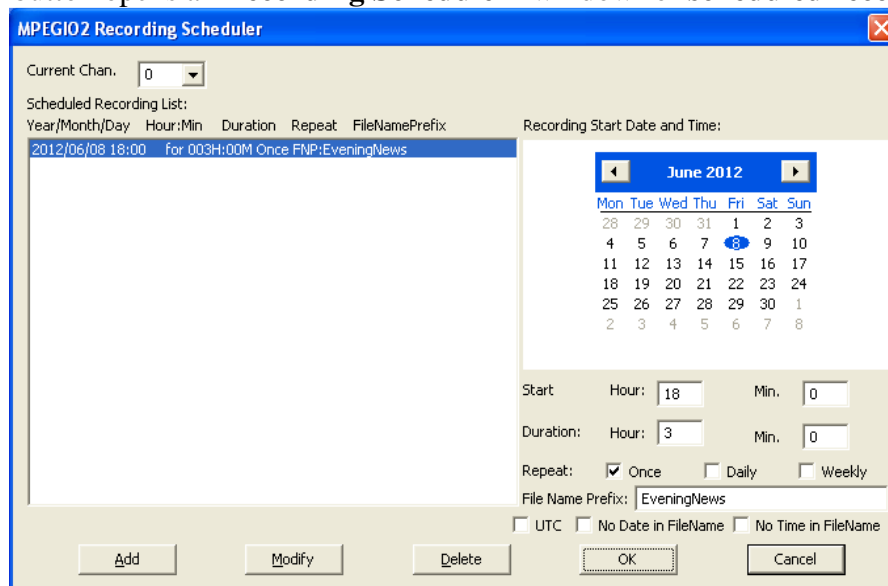 MPEGIO2 Recording Scheduler
Current Chan. 0
Scheduled Recording List:
Year/Month/Day Hour:Min Duration Repeat FileNamePrefix
2012/06/08 18:00 for 003H:00M Once FNP:EveningNews
Recording Start Date and Time:
June 2012
Mon Tue Wed Thu Fri Sat Sun
28 29 30 31 1 2 3
4 5 6 7 8 9 10
11 12 13 14 15 16 17
18 19 20 21 22 23 24
25 26 27 28 29 30 1
2 3 4 5 6 7 8
Start Hour: 18 Min. 0
Duration: Hour: 3 Min. 0
Repeat: Once Daily Weekly
File Name Prefix: EveningNews
UTC No Date in FileName No Time in FileName
Add Modify Delete OK Cancel